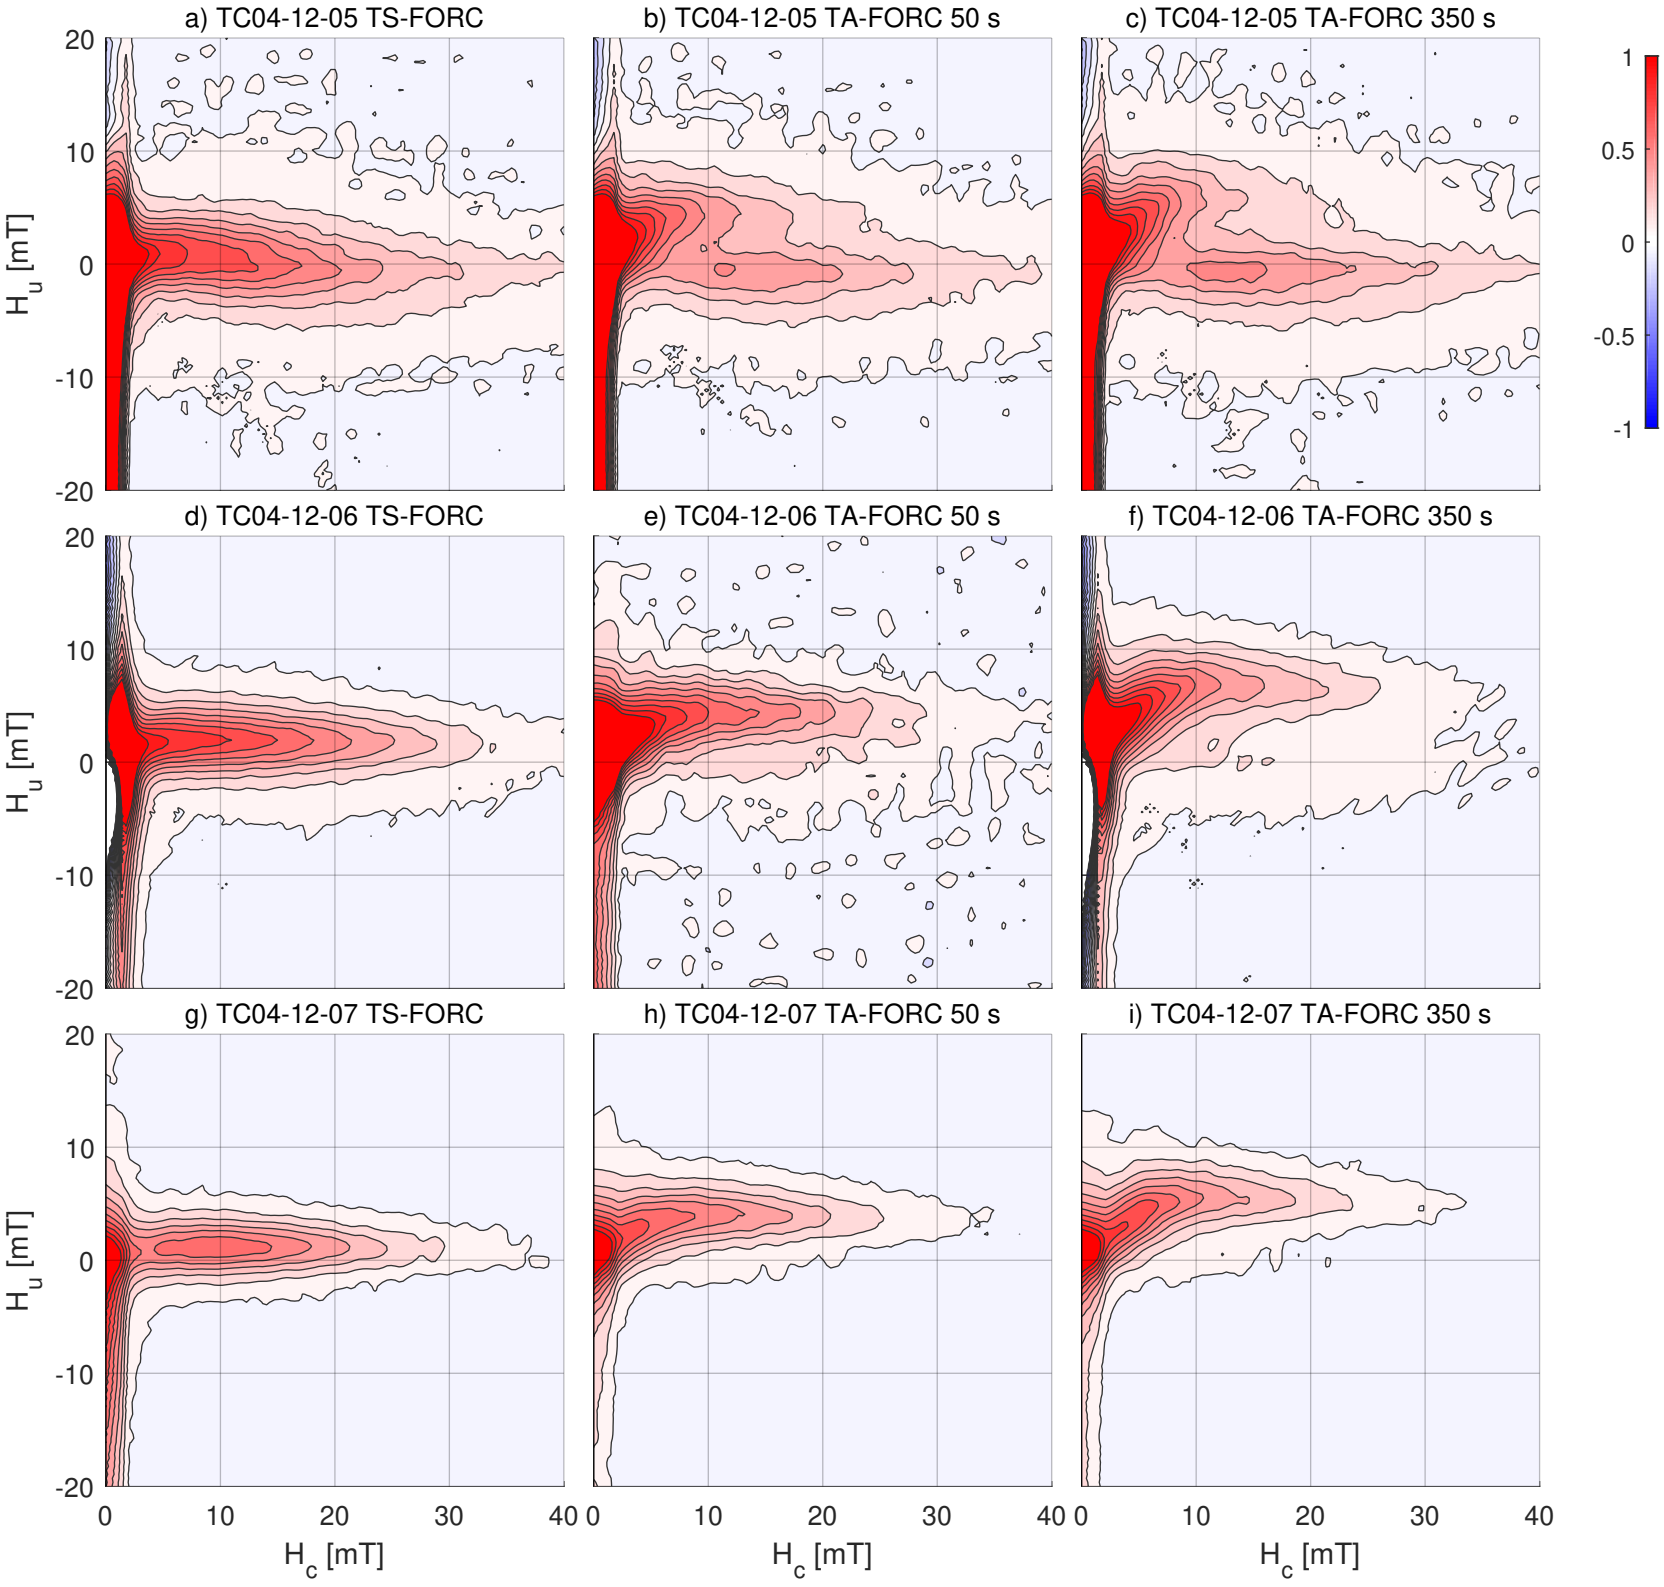 a) TC04-12-05 TS-FORC
b) TC04-12-05 TA-FORC 50 s
c) TC04-12-05 TA-FORC 350 s
20
10
0
-10
-20
H_u [mT]
1
0.5
0
-0.5
-1
d) TC04-12-06 TS-FORC
e) TC04-12-06 TA-FORC 50 s
f) TC04-12-06 TA-FORC 350 s
20
10
0
-10
-20
H_u [mT]
g) TC04-12-07 TS-FORC
h) TC04-12-07 TA-FORC 50 s
i) TC04-12-07 TA-FORC 350 s
20
10
0
-10
-20
H_u [mT]
0 10 20 30 40
0 10 20 30 40
0 10 20 30 40
H_c [mT]
H_c [mT]
H_c [mT]